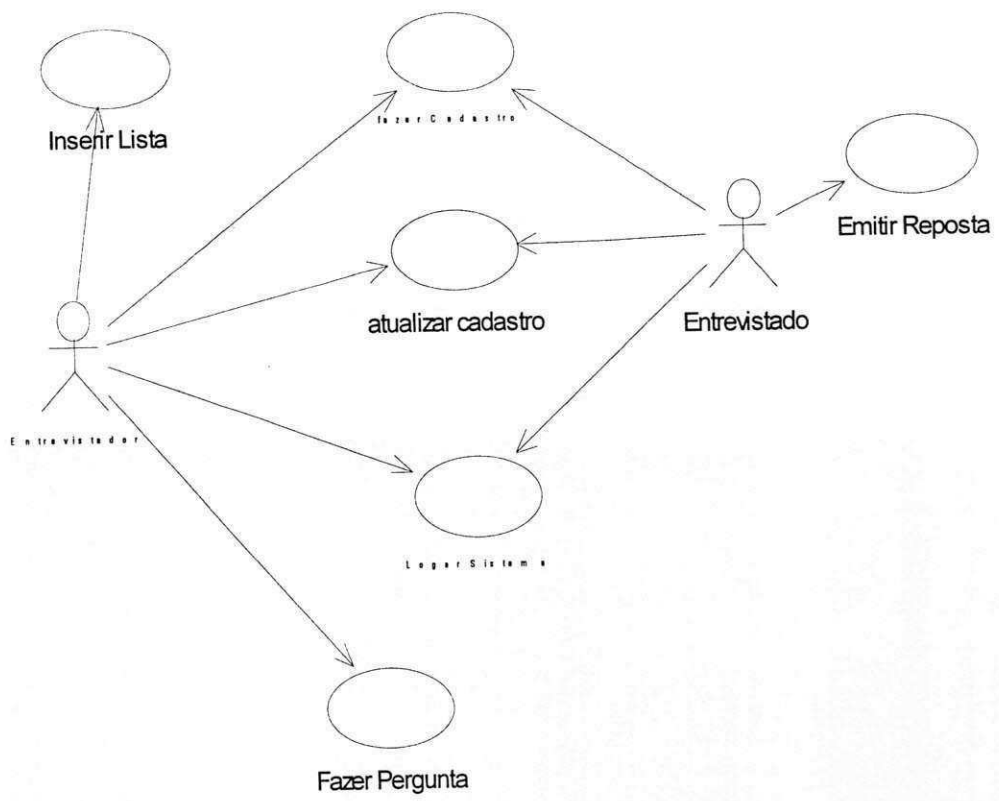 Inserir Lista
fazer Cadastro
Emitir Reposta
atualizar cadastro
Entrevistado
Entrevistador
Logar Sistema
Fazer Pergunta